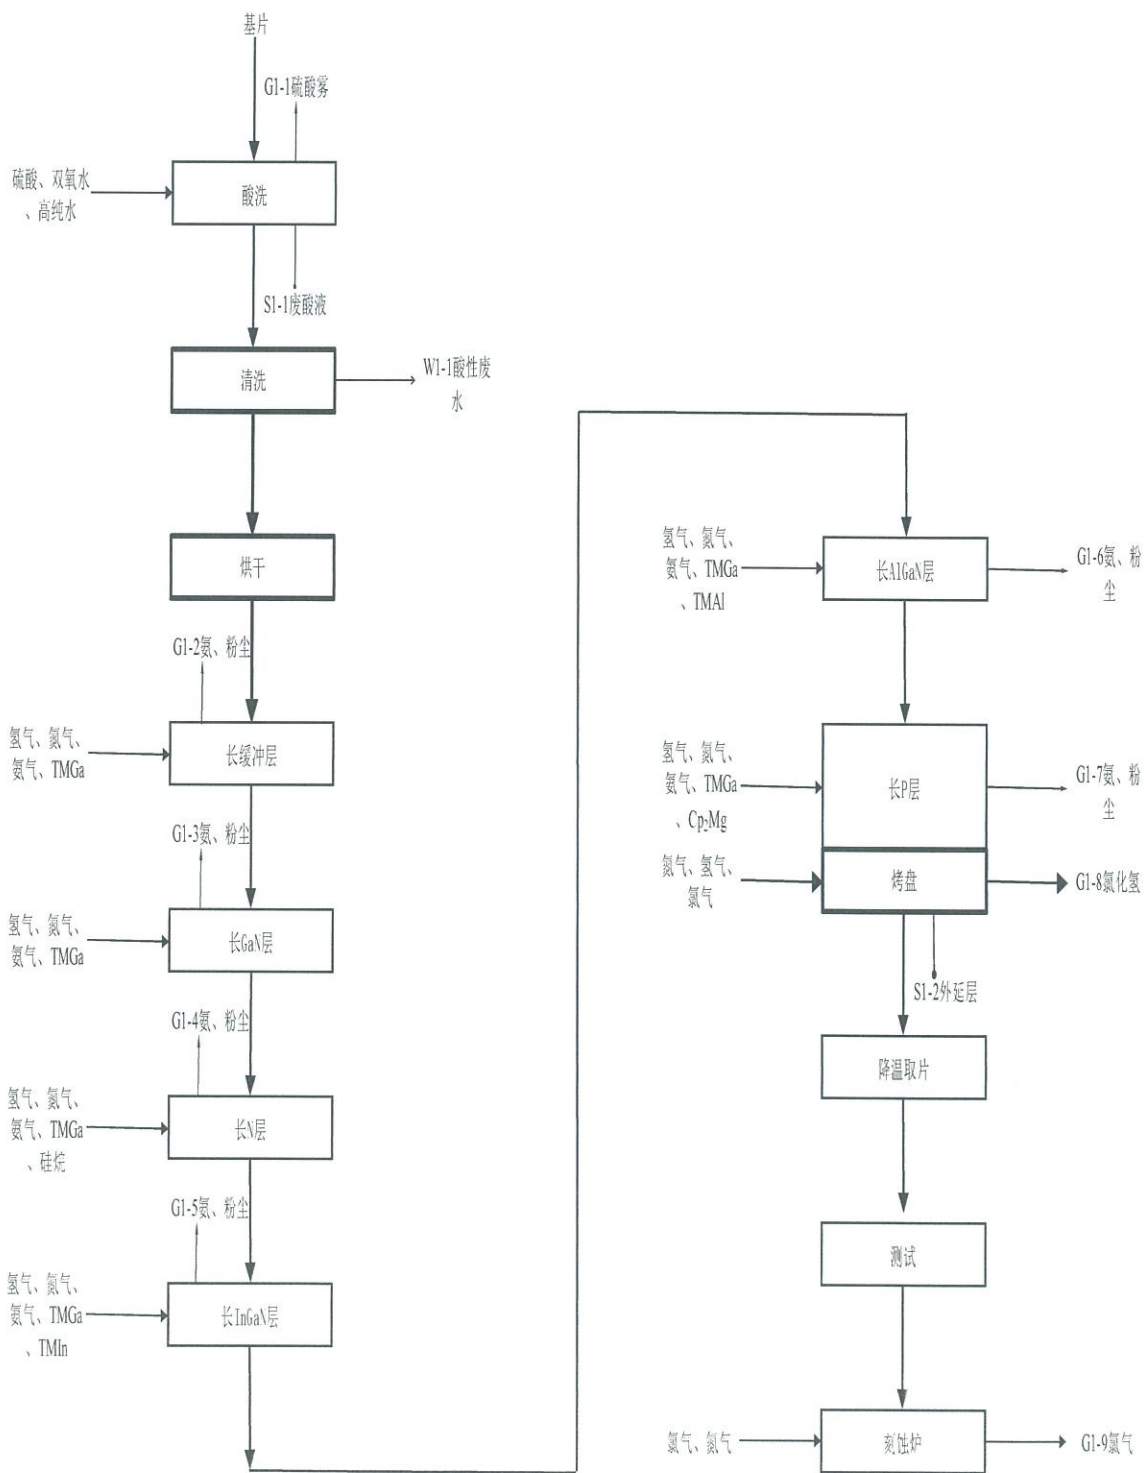 基片
G1-1硫酸雾
硫酸、双氧水
、高纯水
酸洗
S1-1废酸液
清洗
W1-1酸性废
水
烘干
G1-2氨、粉尘
氢气、氮气、
氨气、TMGa
长缓冲层
G1-3氨、粉尘
氢气、氮气、
氨气、TMGa
长GaN层
G1-4氨、粉尘
氢气、氮气、
氨气、TMGa
、硅烷
长N层
G1-5氨、粉尘
氢气、氮气、
氨气、TMGa
、TMIn
长InGaN层
氢气、氮气、
氨气、TMGa
、TMAl
长AlGaN层
G1-6氨、粉
尘
氢气、氮气、
氨气、TMGa
、Cp₂Mg
长P层
G1-7氨、粉
尘
氮气、氢气、
氯气
烤盘
G1-8氯化氢
S1-2外延层
降温取片
测试
氯气、氮气
刻蚀炉
G1-9氯气